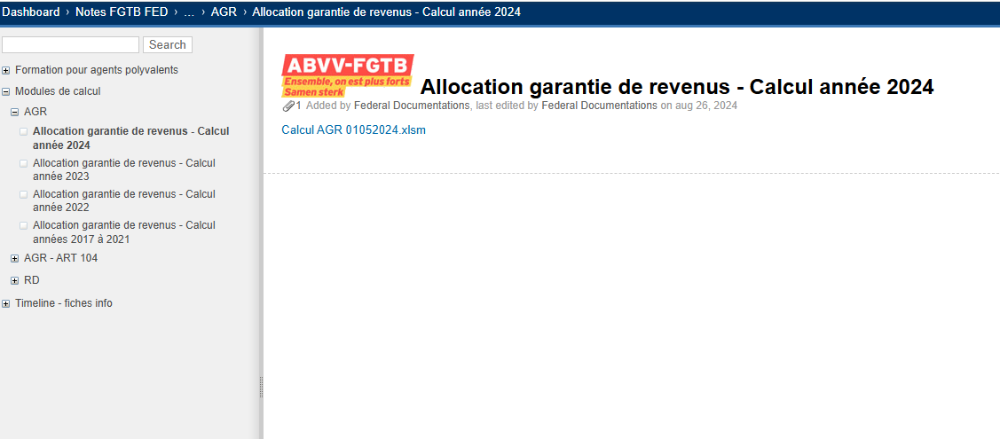 Dashboard › Notes FGTB FED › ... › AGR › Allocation garantie de revenus - Calcul année 2024
Search
Formation pour agents polyvalents
Modules de calcul
AGR
Allocation garantie de revenus - Calcul
année 2024
Allocation garantie de revenus - Calcul
année 2023
Allocation garantie de revenus - Calcul
année 2022
Allocation garantie de revenus - Calcul
années 2017 à 2021
AGR - ART 104
RD
Timeline - fiches info
ABVV-FGTB
Ensemble, on est plus forts
Samen sterk
Allocation garantie de revenus - Calcul année 2024
1 Added by Federal Documentations, last edited by Federal Documentations on aug 26, 2024
Calcul AGR 01052024.xlsm